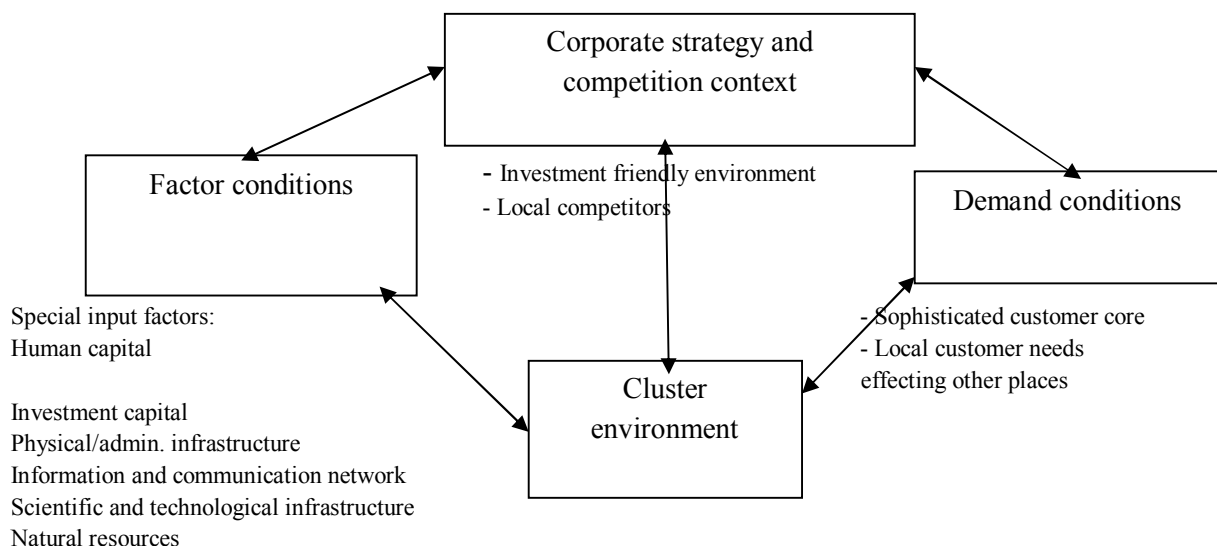 Corporate strategy and
competition context
Factor conditions
- Investment friendly environment
- Local competitors
Demand conditions
Special input factors:
Human capital
Investment capital
Physical/admin. infrastructure
Information and communication network
Scientific and technological infrastructure
Natural resources
Cluster
environment
- Sophisticated customer core
- Local customer needs
effecting other places